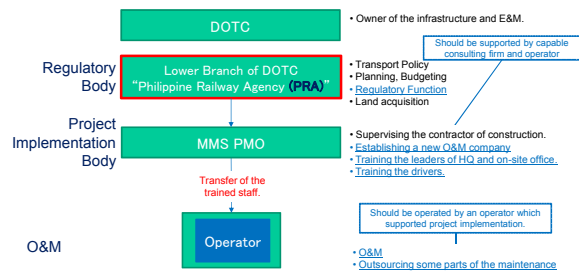 DOTC
• Owner of the infrastructure and E&M.
Should be supported by capable
consulting firm and operator
Regulatory
Body
Lower Branch of DOTC
"Philippine Railway Agency (PRA)"
• Transport Policy
• Planning, Budgeting
• Regulatory Function
• Land acquisition
Project
Implementation
Body
MMS PMO
• Supervising the contractor of construction.
• Establishing a new O&M company
• Training the leaders of HQ and on-site office.
• Training the drivers.
Transfer of the
trained staff.
Should be operated by an operator which
supported project implementation.
O&M
Operator
• O&M
• Outsourcing some parts of the maintenance